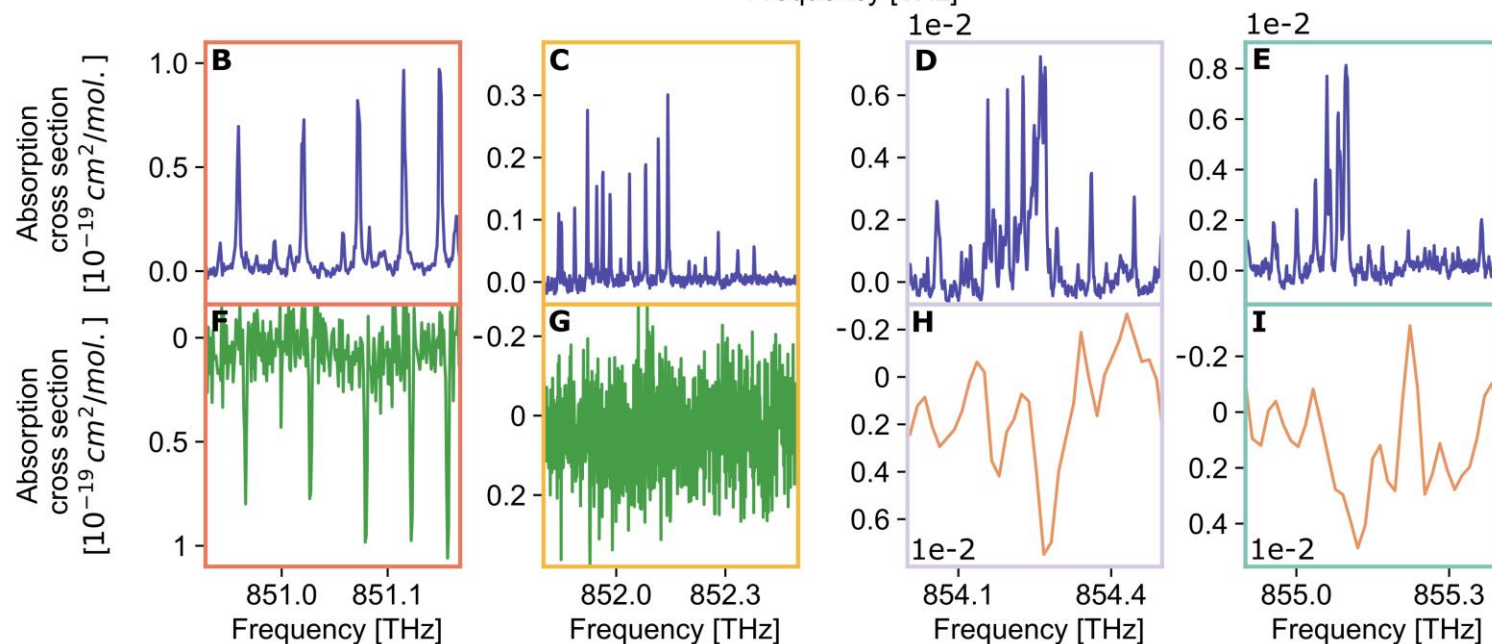 Frequency [THz]
1e-2 1e-2
B C D E
Absorption
cross section
[10⁻¹⁹ cm²/mol.]
1.0
0.5
0.0
0.3
0.2
0.1
0.0
0.6
0.4
0.2
0.0
0.8
0.6
0.4
0.2
0.0
F G H I
Absorption
cross section
[10⁻¹⁹ cm²/mol.]
0
0.5
1
-0.2
0
0.2
-0.2
0
0.2
0.4
0.6
-0.2
0
0.2
0.4
1e-2 1e-2
851.0 851.1 852.0 852.3 854.1 854.4 855.0 855.3
Frequency [THz] Frequency [THz] Frequency [THz] Frequency [THz]